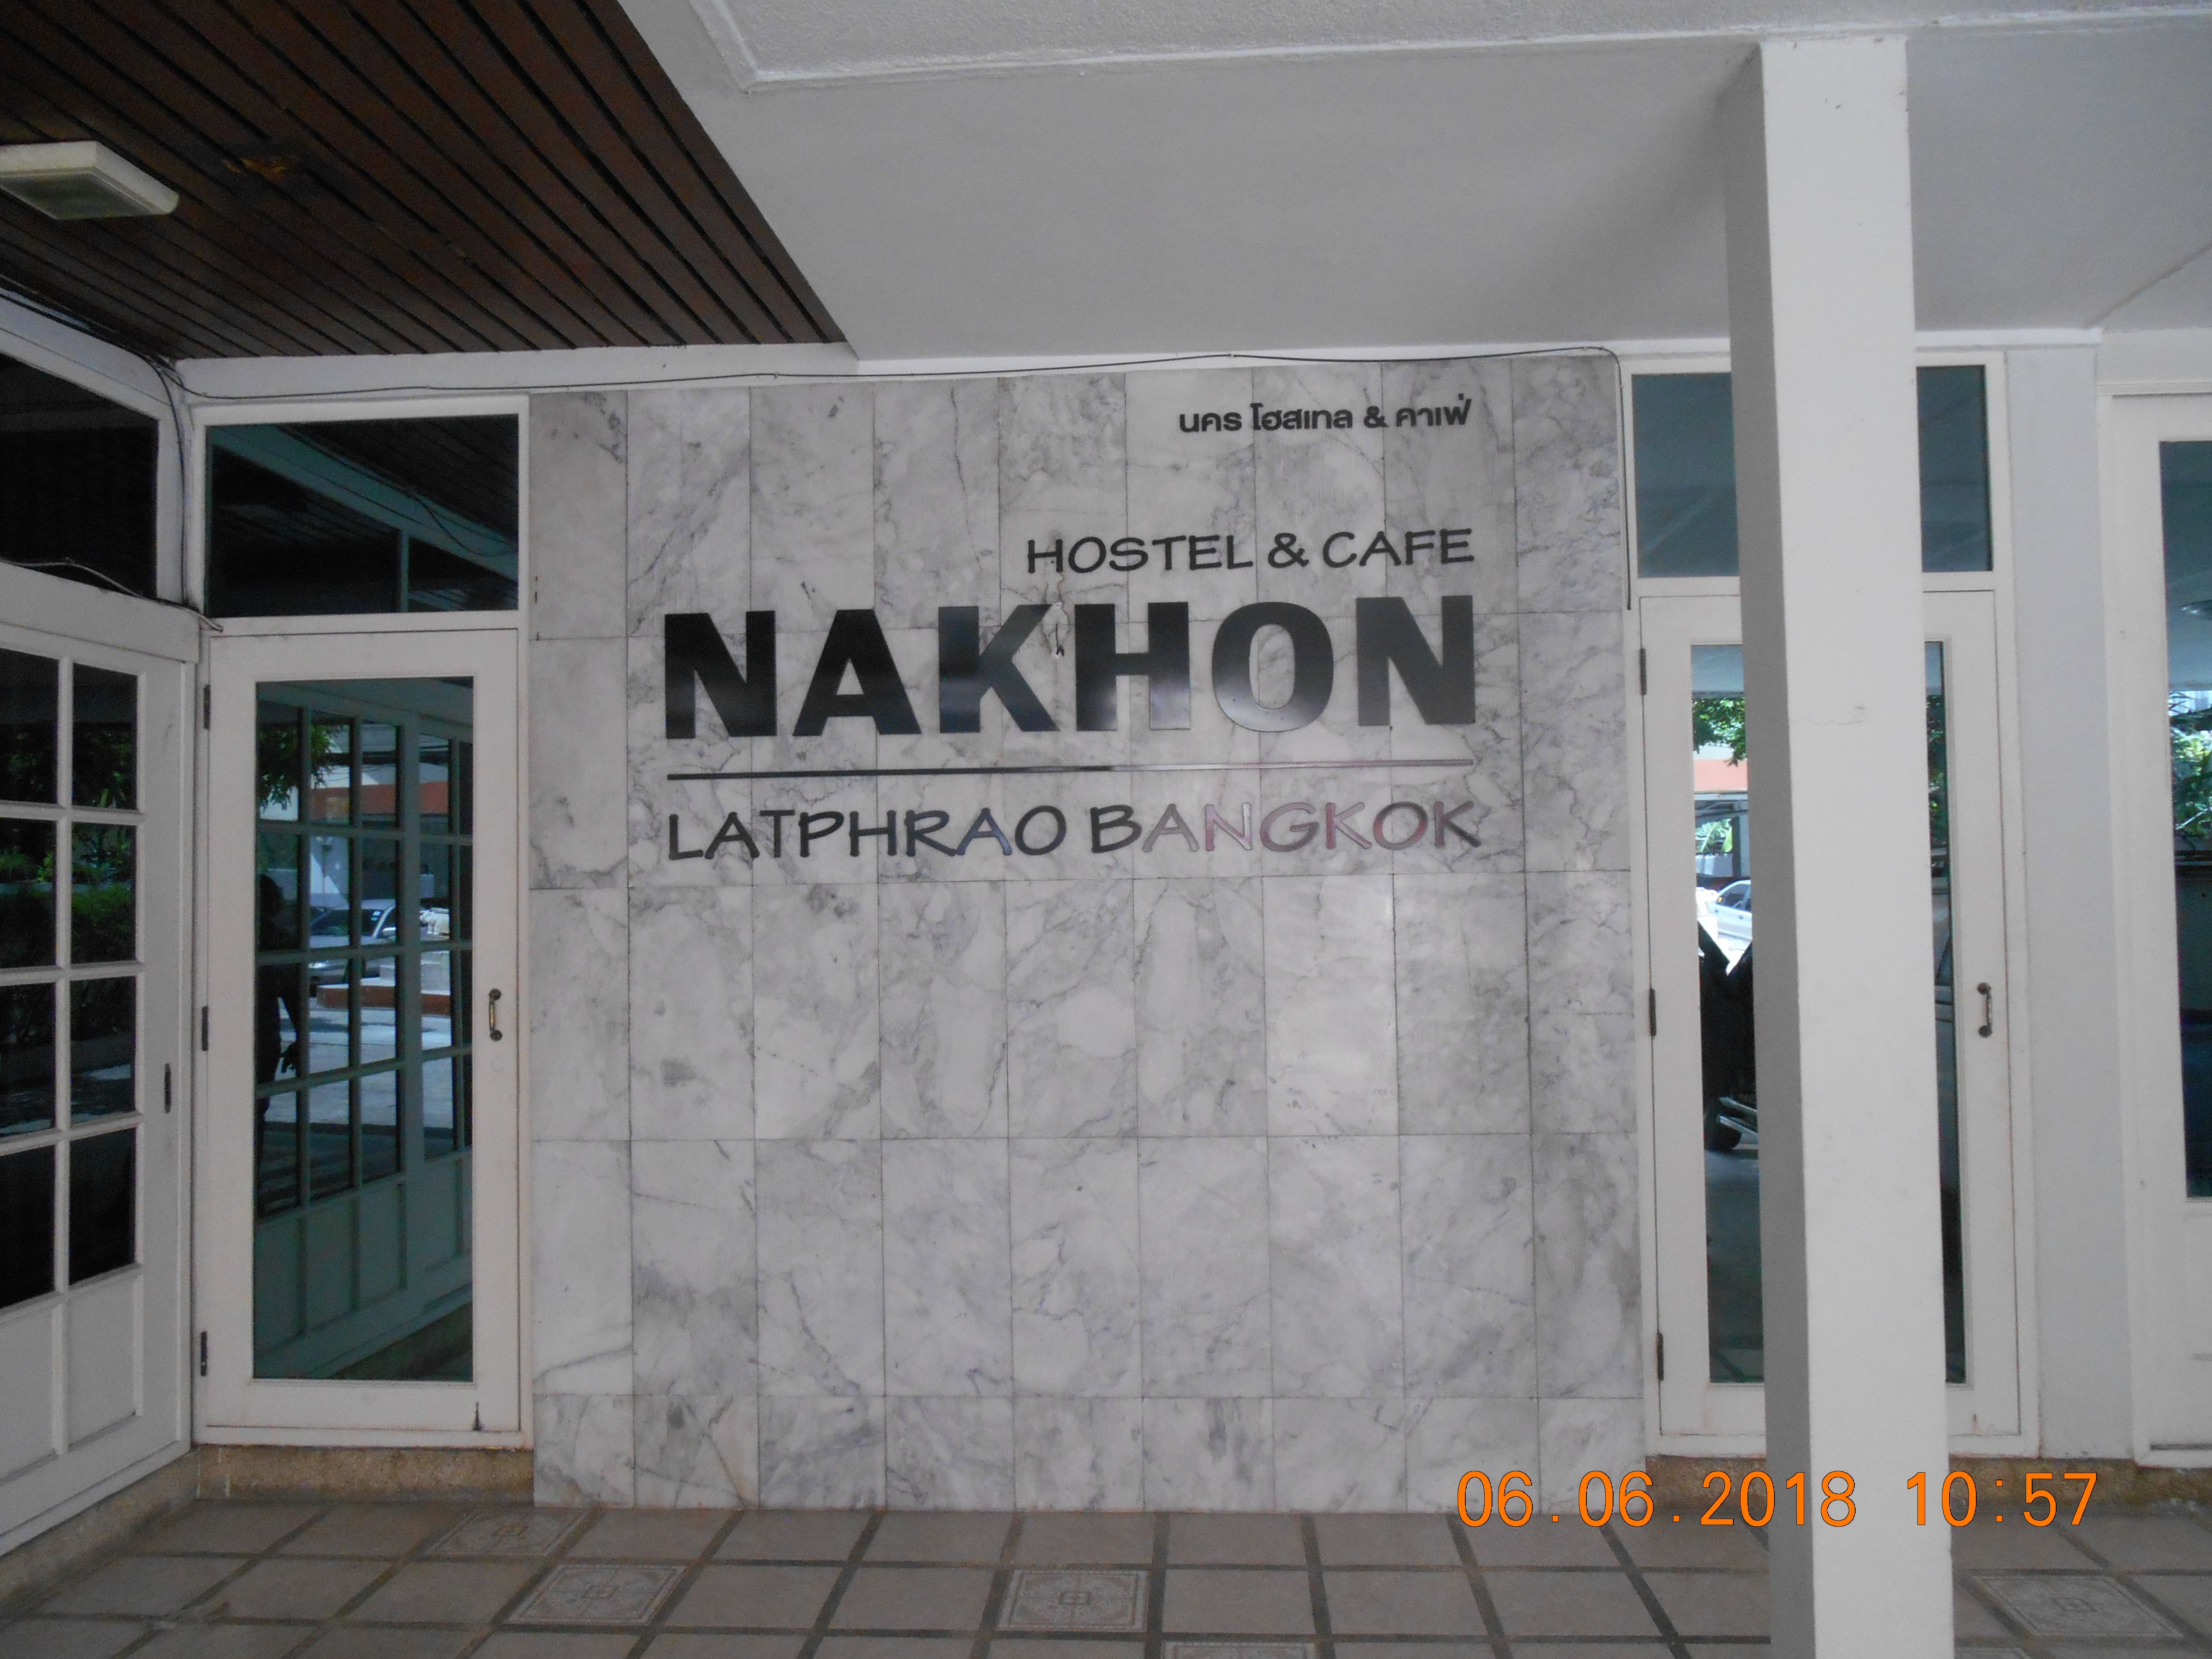 นคร โฮสเทล & คาเฟ่
HOSTEL & CAFE
NAKHON
LATPHRAO BANGKOK
06.06.2018 10:57